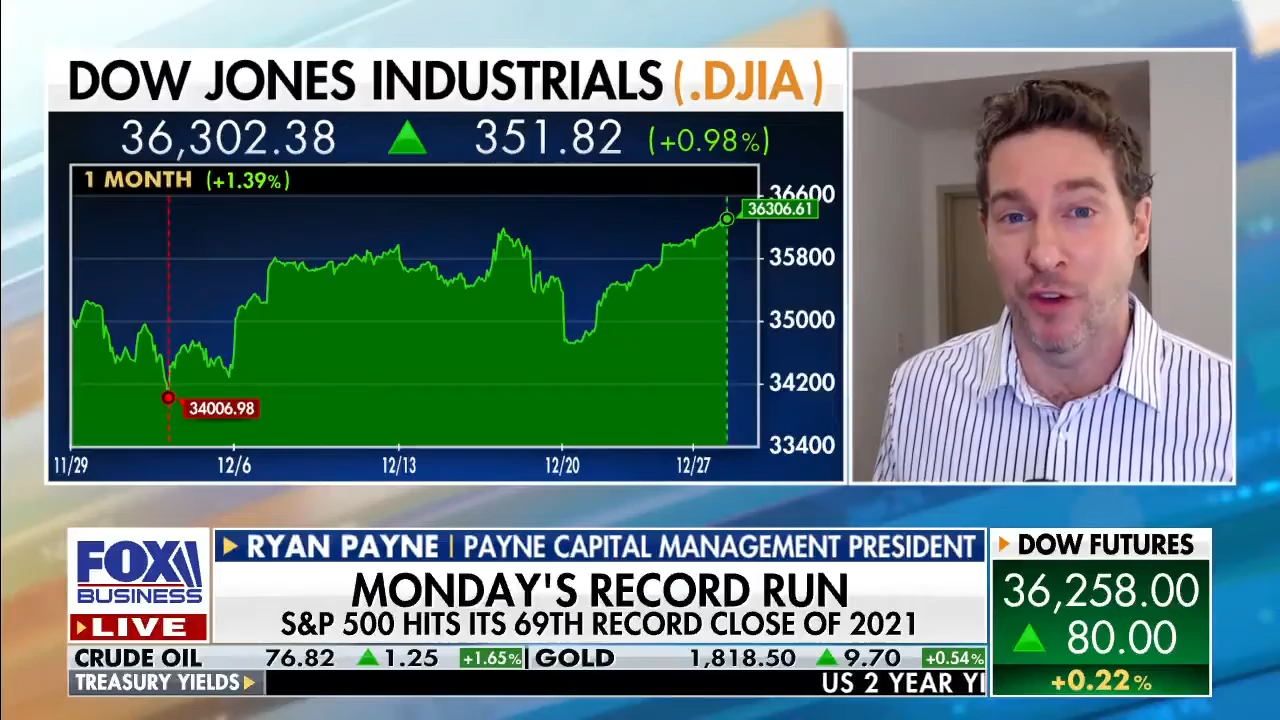 DOW JONES INDUSTRIALS (.DJIA)
36,302.38 ▲ 351.82 (+0.98%)
1 MONTH (+1.39%)
36600
36306.61
35800
35000
34200
33400
34006.98
11/29 12/6 12/13 12/20 12/27
FOX BUSINESS
LIVE
RYAN PAYNE | PAYNE CAPITAL MANAGEMENT PRESIDENT
MONDAY'S RECORD RUN
S&P 500 HITS ITS 69TH RECORD CLOSE OF 2021
DOW FUTURES
36,258.00
▲ 80.00
+0.22%
CRUDE OIL 76.82 ▲ 1.25 +1.65% | GOLD 1,818.50 ▲ 9.70 +0.54%
TREASURY YIELDS US 2 YEAR YI